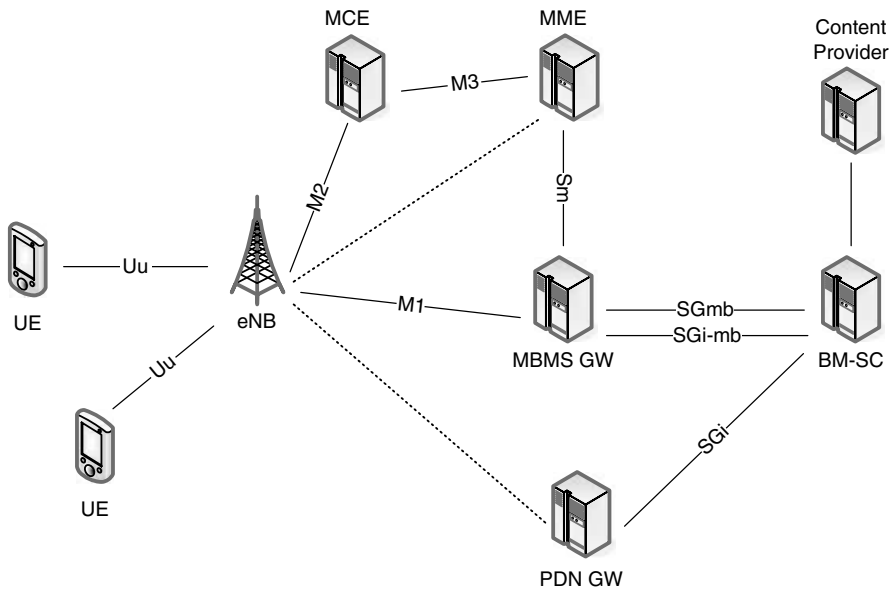 MCE
MME
Content
Provider
M3
M2
Sm
Uu
UE
eNB
M1
SGmb
SGi-mb
MBMS GW
BM-SC
Uu
UE
SGi
PDN GW